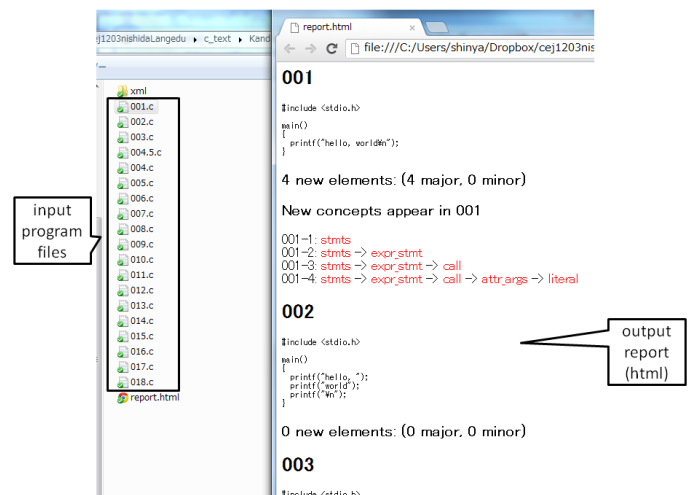 report.html
×
j1203nishidaLangedu
c_text
Kand
file:///C:/Users/shinya/Dropbox/cej1203nis
xml
001.c
002.c
003.c
004.5.c
004.c
005.c
006.c
007.c
008.c
009.c
010.c
011.c
012.c
013.c
014.c
015.c
016.c
017.c
018.c
report.html
input
program
files
001
#include <stdio.h>
main()
{
printf("hello, world¥n");
}
4 new elements: (4 major, 0 minor)
New concepts appear in 001
001-1: stmts
001-2: stmts -> expr_stmt
001-3: stmts -> expr_stmt -> call
001-4: stmts -> expr_stmt -> call -> attr_args -> literal
002
#include <stdio.h>
main()
{
printf("hello, ");
printf("world");
printf("¥n");
}
0 new elements: (0 major, 0 minor)
003
#include <stdio.h>
output
report
(html)